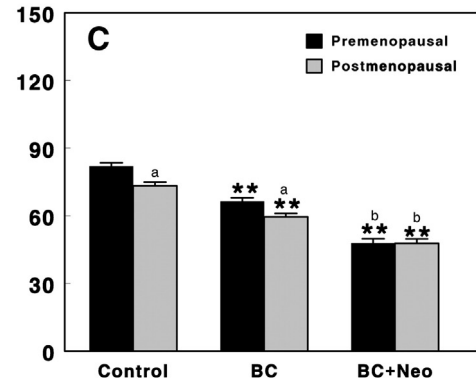 150
C
Premenopausal
Postmenopausal
120
90
a
** a
**
60
b b
** **
30
0
Control BC BC+Neo